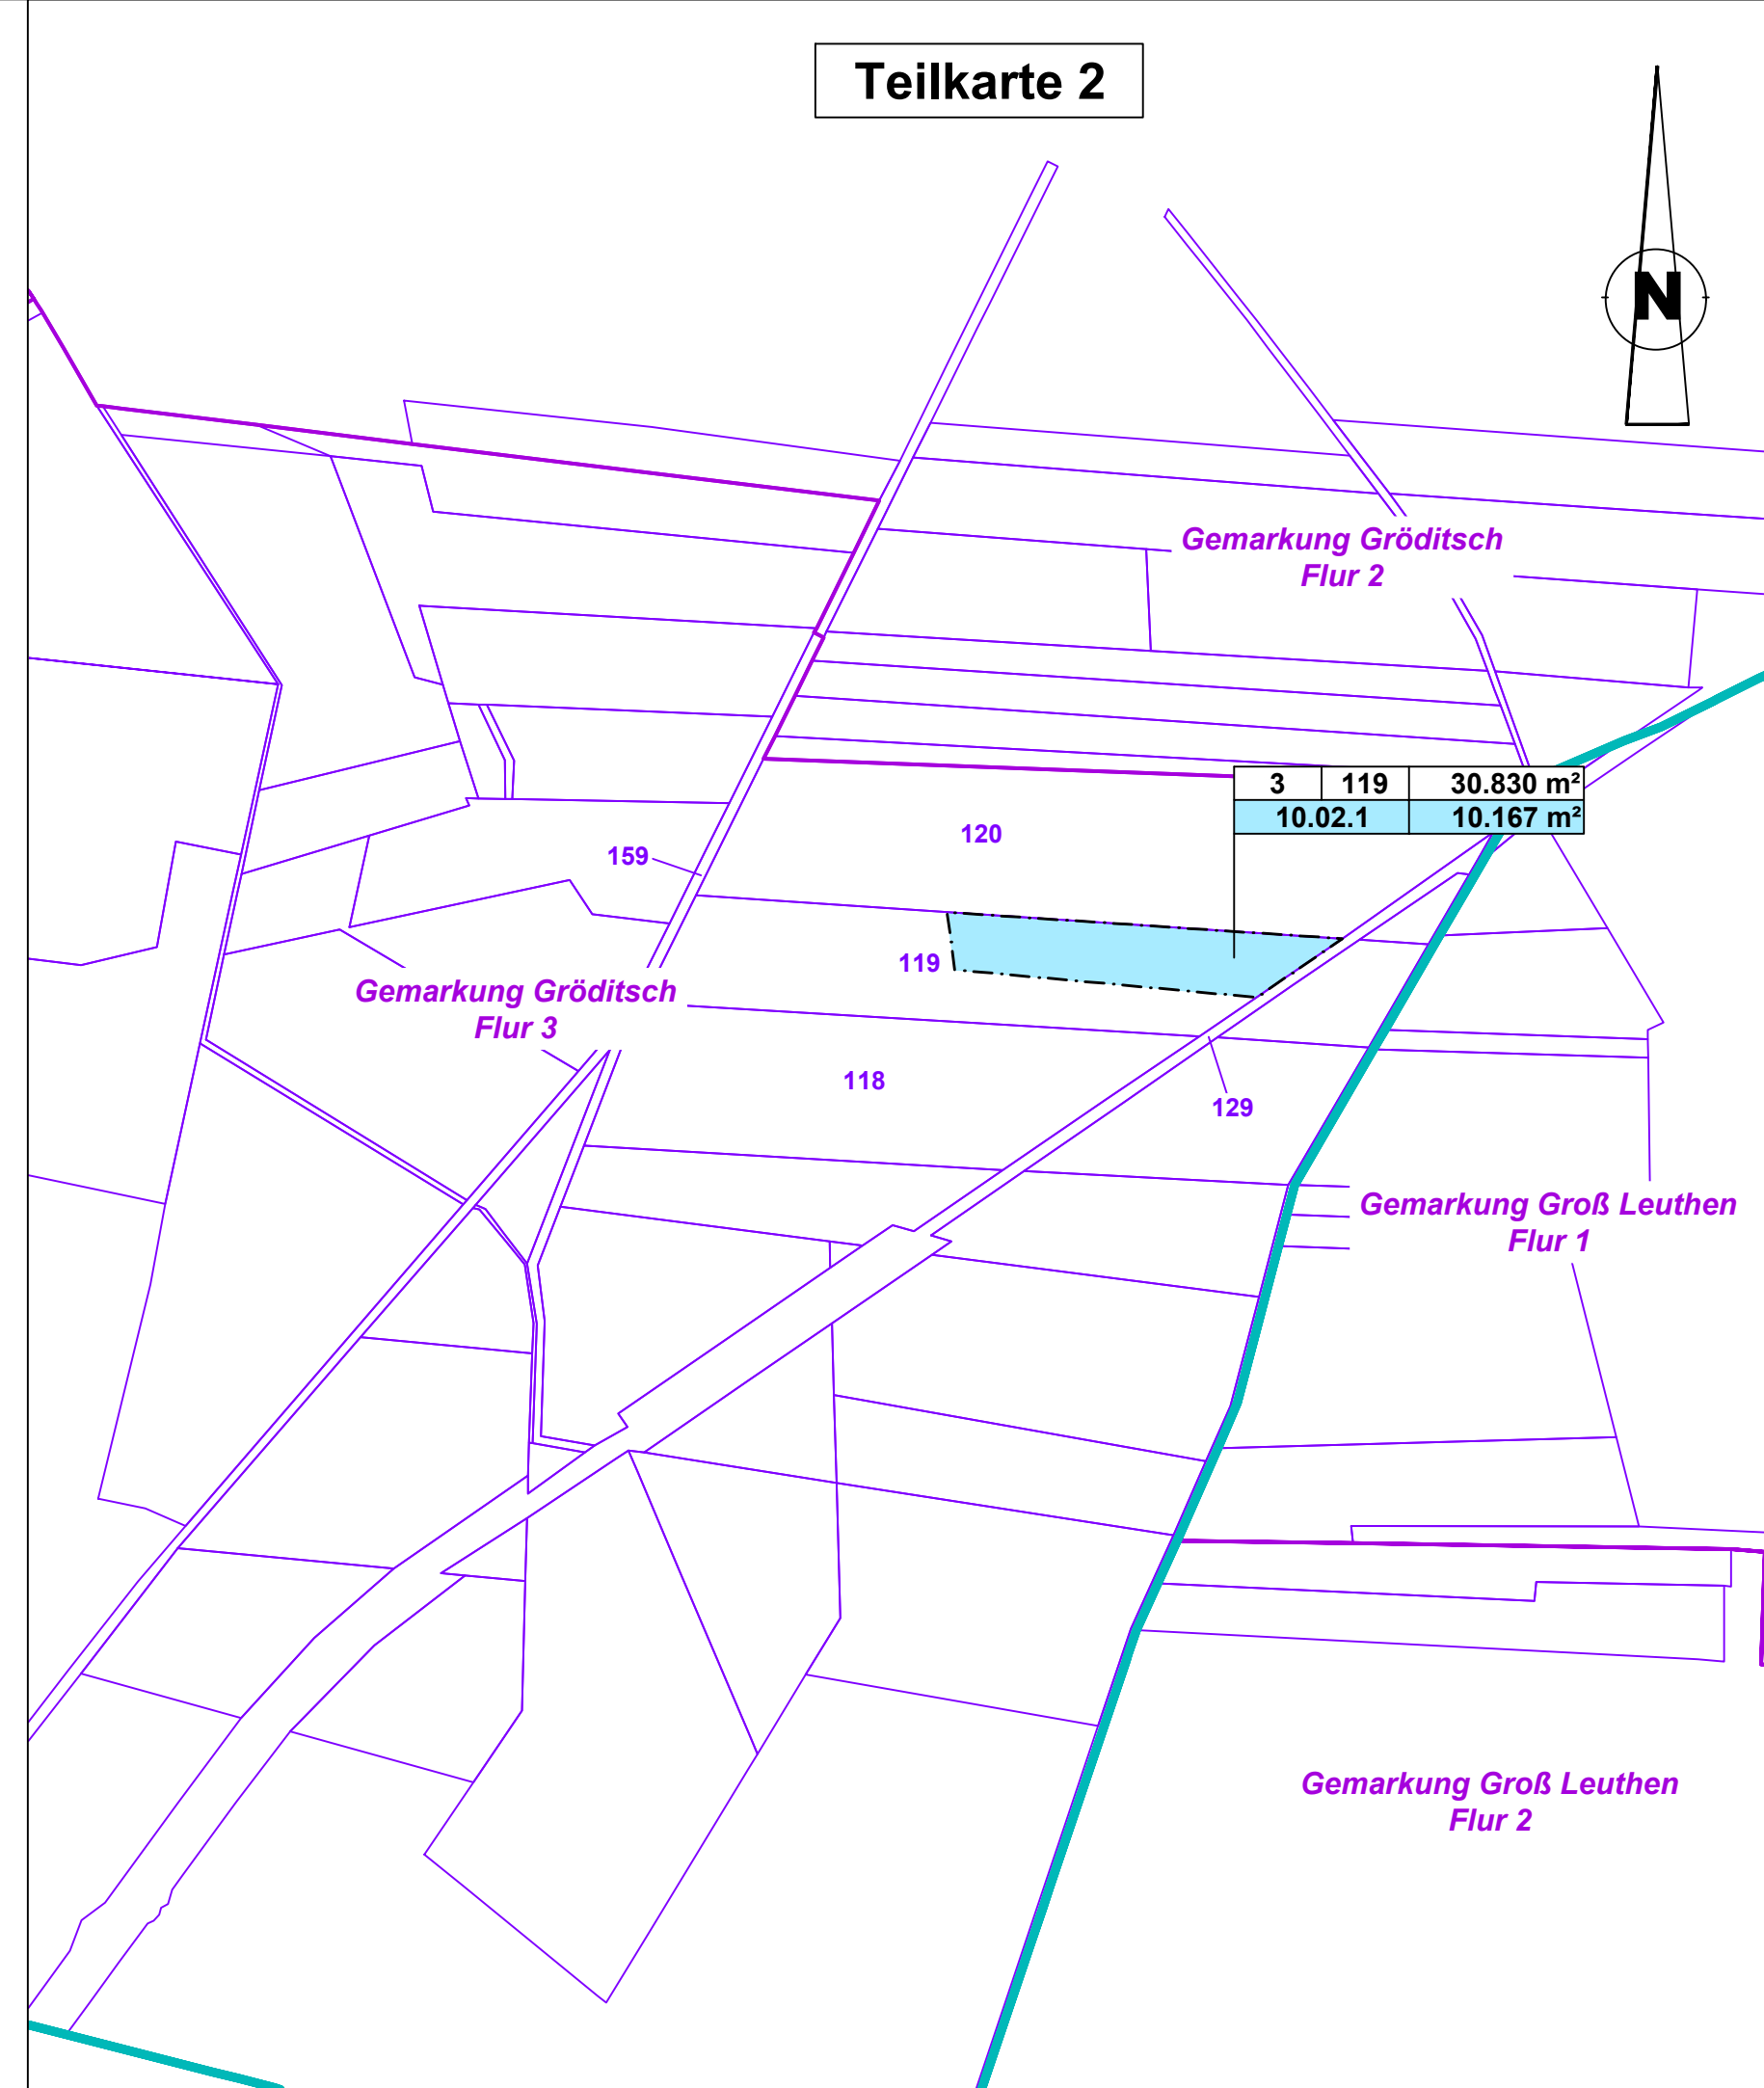 Teilkarte 2
N
Gemarkung Gröditsch
Flur 2
3 119 30.830 m²
10.02.1 10.167 m²
120
159
119
Gemarkung Gröditsch
Flur 3
118
129
Gemarkung Groß Leuthen
Flur 1
Gemarkung Groß Leuthen
Flur 2